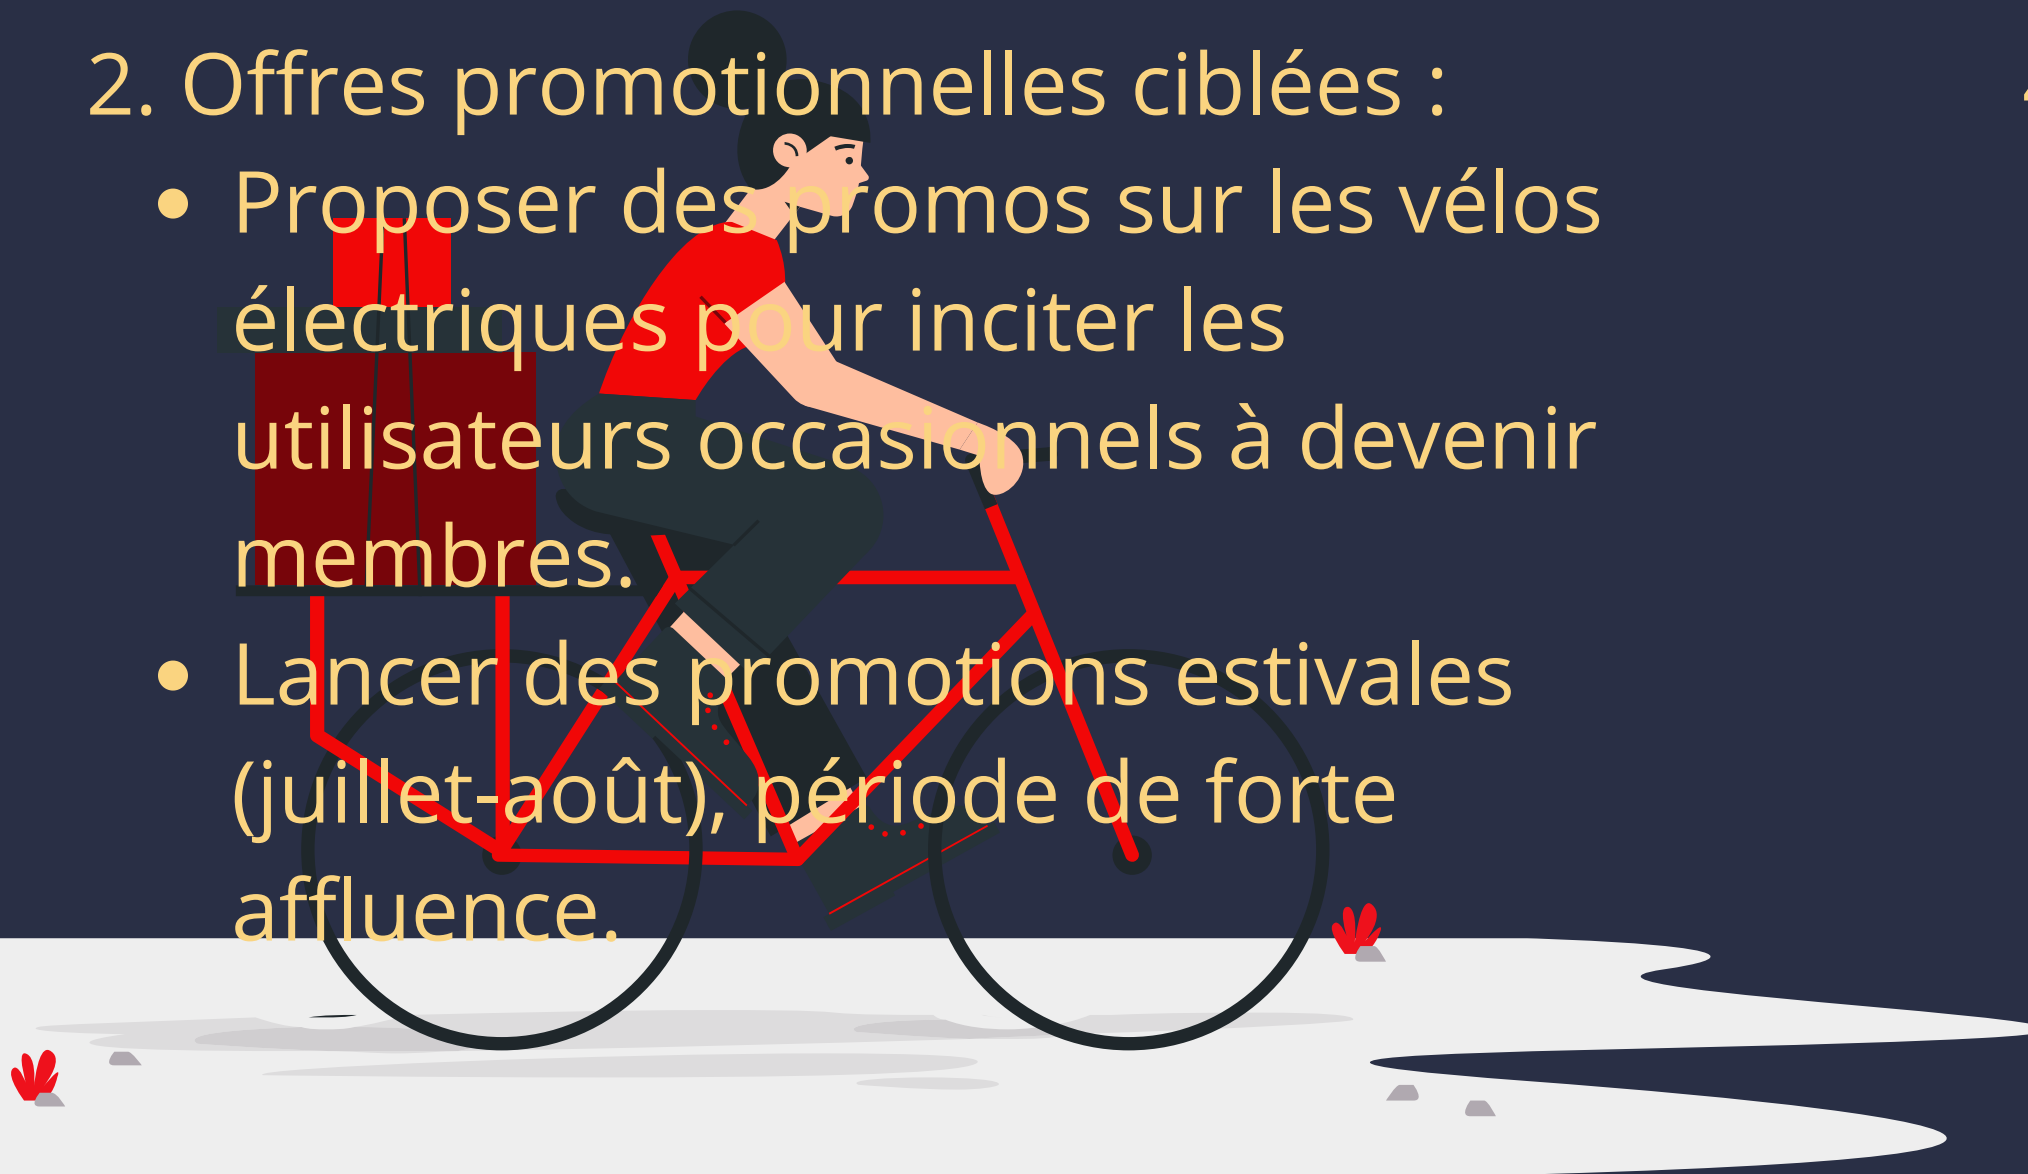 2. Offres promotionnelles ciblées :
• Proposer des promos sur les vélos
électriques pour inciter les
utilisateurs occasionnels à devenir
membres.
• Lancer des promotions estivales
(juillet-août), période de forte
affluence.